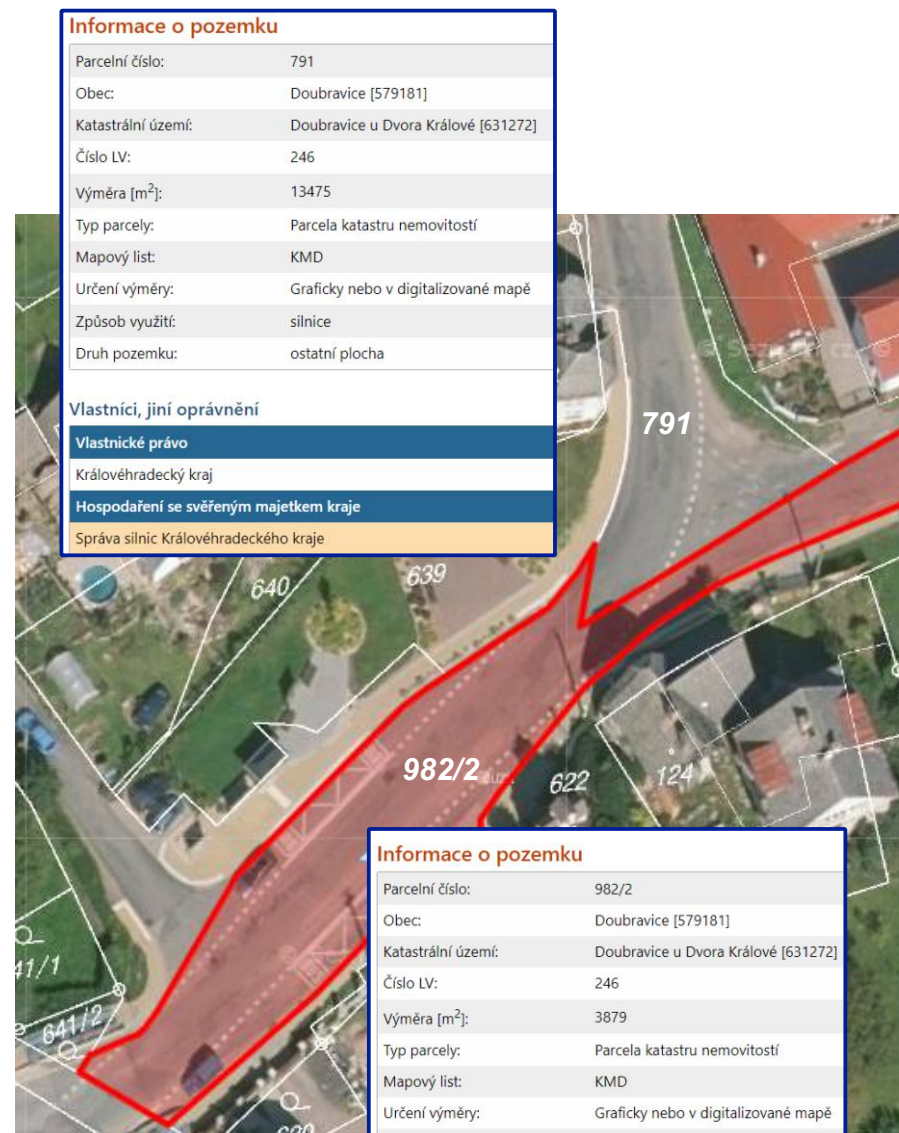 Informace o pozemku
Parcelní číslo: 791
Obec: Doubravice [579181]
Katastrální území: Doubravice u Dvora Králové [631272]
Číslo LV: 246
Výměra [m²]: 13475
Typ parcely: Parcela katastru nemovitostí
Mapový list: KMD
Určení výměry: Graficky nebo v digitalizované mapě
Způsob využití: silnice
Druh pozemku: ostatní plocha
Vlastníci, jiní oprávnění
Vlastnické právo
Královéhradecký kraj
Hospodaření se svěřeným majetkem kraje
Správa silnic Královéhradeckého kraje
791
640
639
982/2
622
124
41/1
641/2
Informace o pozemku
Parcelní číslo: 982/2
Obec: Doubravice [579181]
Katastrální území: Doubravice u Dvora Králové [631272]
Číslo LV: 246
Výměra [m²]: 3879
Typ parcely: Parcela katastru nemovitostí
Mapový list: KMD
Určení výměry: Graficky nebo v digitalizované mapě